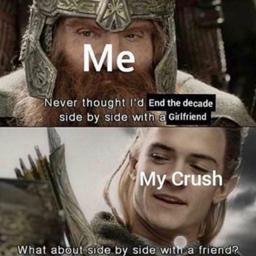 Me
Never thought I'd End the decade
side by side with a Girlfriend
My Crush
What about side by side with a friend?